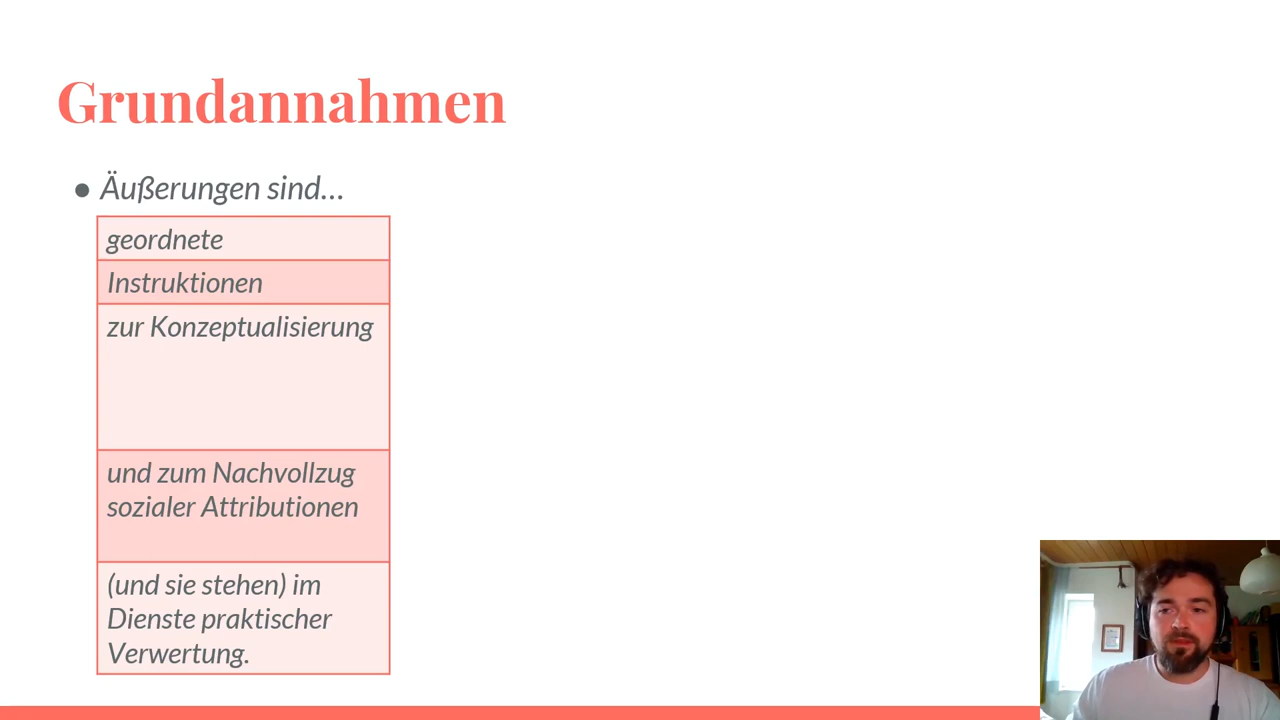 Grundannahmen
● Äußerungen sind...
geordnete
Instruktionen
zur Konzeptualisierung
und zum Nachvollzug
sozialer Attributionen
(und sie stehen) im
Dienste praktischer
Verwertung.